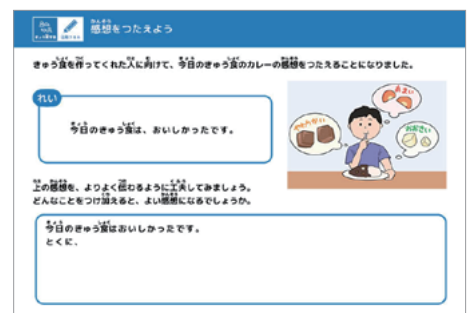 感想をつたえよう
きゅう食を作ってくれた人に向けて、今日のきゅう食のカレーの感想をつたえることになりました。
れい
今日のきゅう食は、おいしかったです。
あまい
やわらかい
おおきい
上の感想を、よりよく伝わるように工夫してみましょう。
どんなことをつけ加えると、よい感想になるでしょうか。
今日のきゅう食はおいしかったです。
とくに、